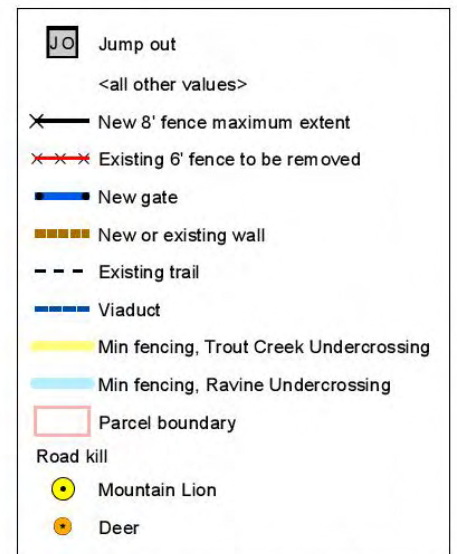 JO Jump out
<all other values>
New 8' fence maximum extent
Existing 6' fence to be removed
New gate
New or existing wall
Existing trail
Viaduct
Min fencing, Trout Creek Undercrossing
Min fencing, Ravine Undercrossing
Parcel boundary
Road kill
Mountain Lion
Deer